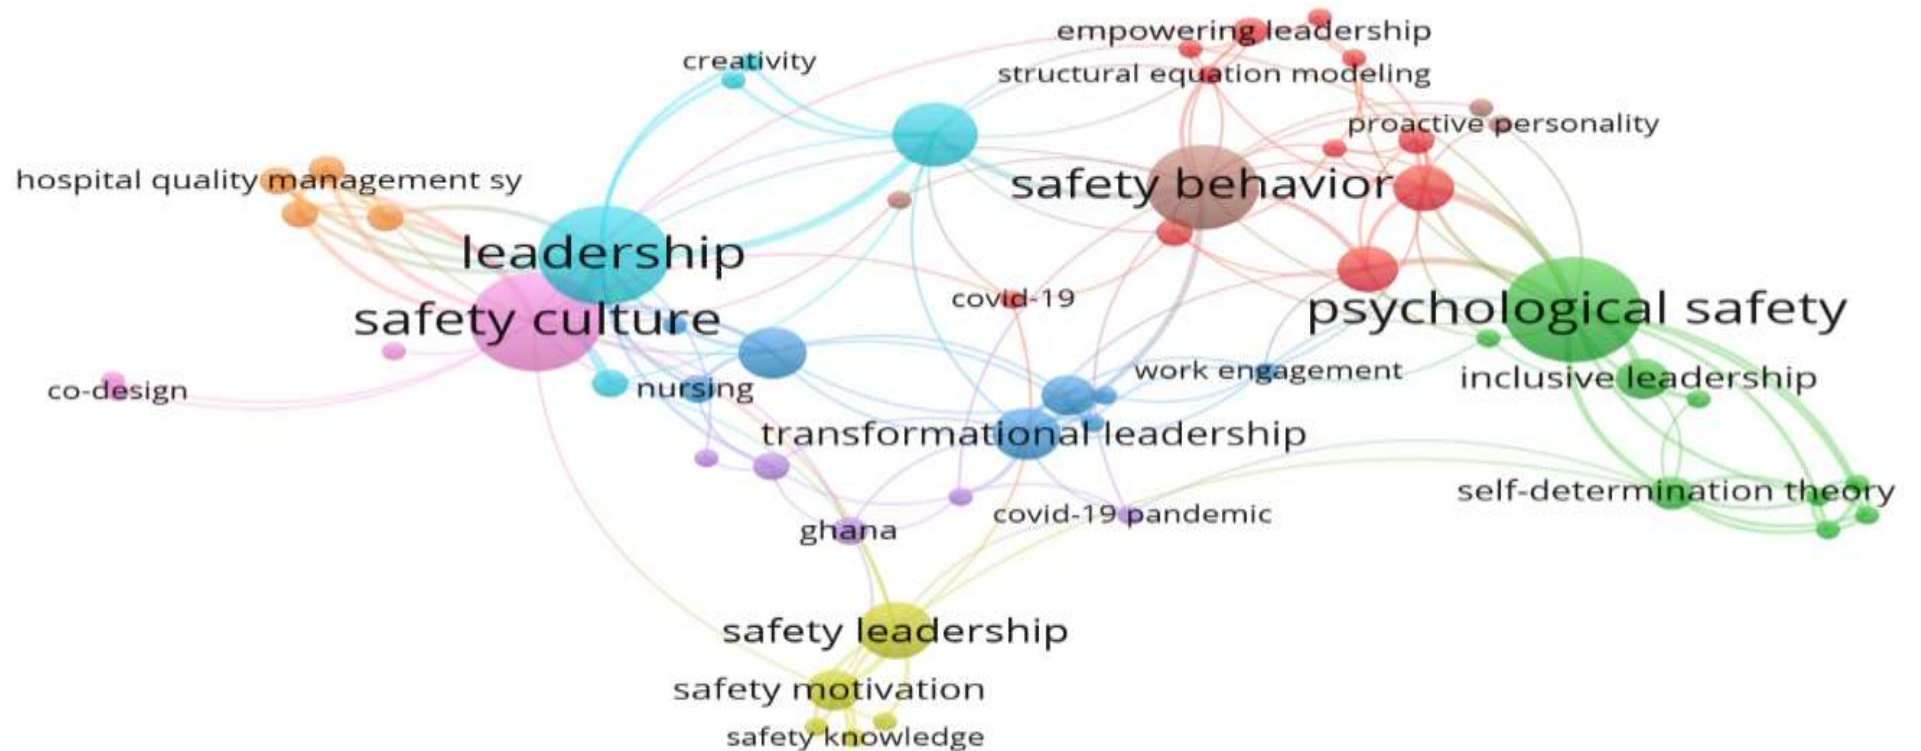 empowering leadership
creativity
structural equation modeling
proactive personality
hospital quality management sy
safety behavior
leadership
covid-19
psychological safety
safety culture
work engagement
inclusive leadership
co-design
nursing
transformational leadership
self-determination theory
covid-19 pandemic
ghana
safety leadership
safety motivation
safety knowledge